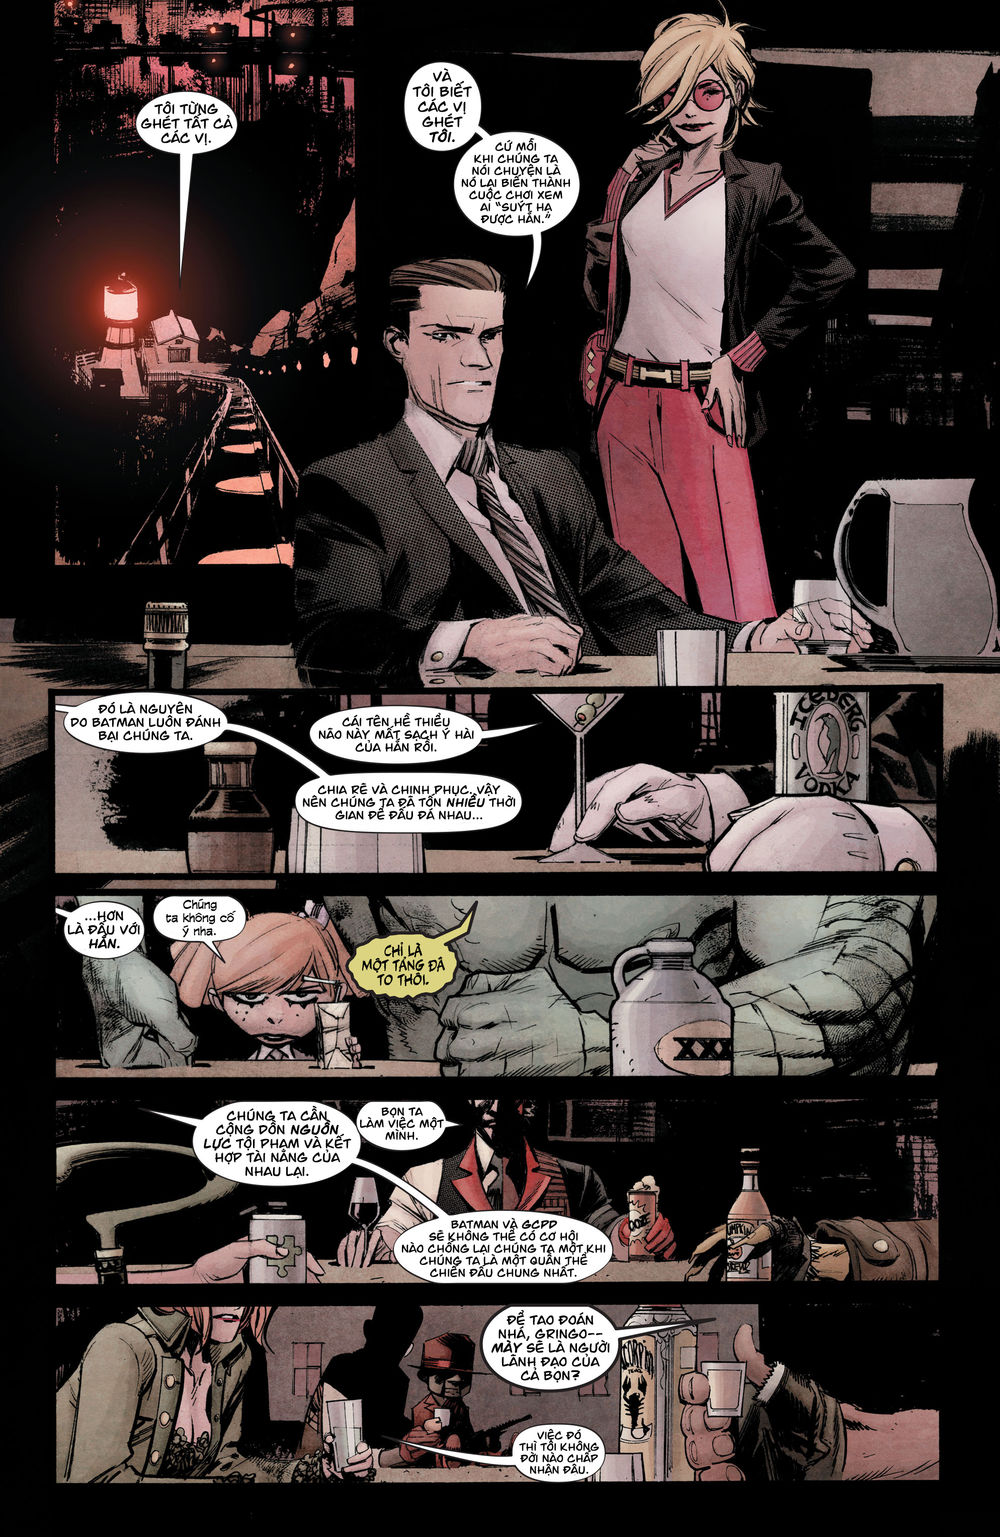 TÔI TỪNG
GHÉT TẤT CẢ
CÁC VỊ.
VÀ
TÔI BIẾT
CÁC VỊ
GHÉT
TÔI.
CỨ MỖI
KHI CHÚNG TA
NÓI CHUYỆN LÀ
NÓ LẠI BIẾN THÀNH
CUỘC CHƠI XEM
AI "SUÝT HẠ
ĐƯỢC HẮN."
ĐÓ LÀ NGUYÊN
DO BATMAN LUÔN ĐÁNH
BẠI CHÚNG TA.
CÁI TÊN HỀ THIỂU
NÃO NÀY MẤT SẠCH Ý HÀI
CỦA HẮN RỒI.
CHIA RẼ VÀ CHINH PHỤC. VẬY
NÊN CHÚNG TA ĐÃ TỐN NHIỀU THỜI
GIAN ĐỂ ĐẤU ĐÁ NHAU...
ICEBERG
VODKA
...HƠN
LÀ ĐẤU VỚI
HẮN.
Chúng
ta không cố
ý nha.
CHỈ LÀ
MỘT TẢNG ĐÁ
TO THÔI.
XXX
CHÚNG TA CẦN
CỘNG DỒN NGUỒN
LỰC TỘI PHẠM VÀ KẾT
HỢP TÀI NĂNG CỦA
NHAU LẠI.
BỌN TA
LÀM VIỆC MỘT
MÌNH.
BATMAN VÀ GCPD
SẼ KHÔNG THỂ CÓ CƠ HỘI
NÀO CHỐNG LẠI CHÚNG TA MỘT KHI
CHÚNG TA LÀ MỘT QUẦN THỂ
CHIẾN ĐẤU CHUNG NHẤT.
ĐỂ TAO ĐOÁN
NHÁ, GRINGO--
MÀY SẼ LÀ NGƯỜI
LÃNH ĐẠO CỦA
CẢ BỌN?
VIỆC ĐÓ
THÌ TÔI KHÔNG
ĐỜI NÀO CHẤP
NHẬN ĐÂU.